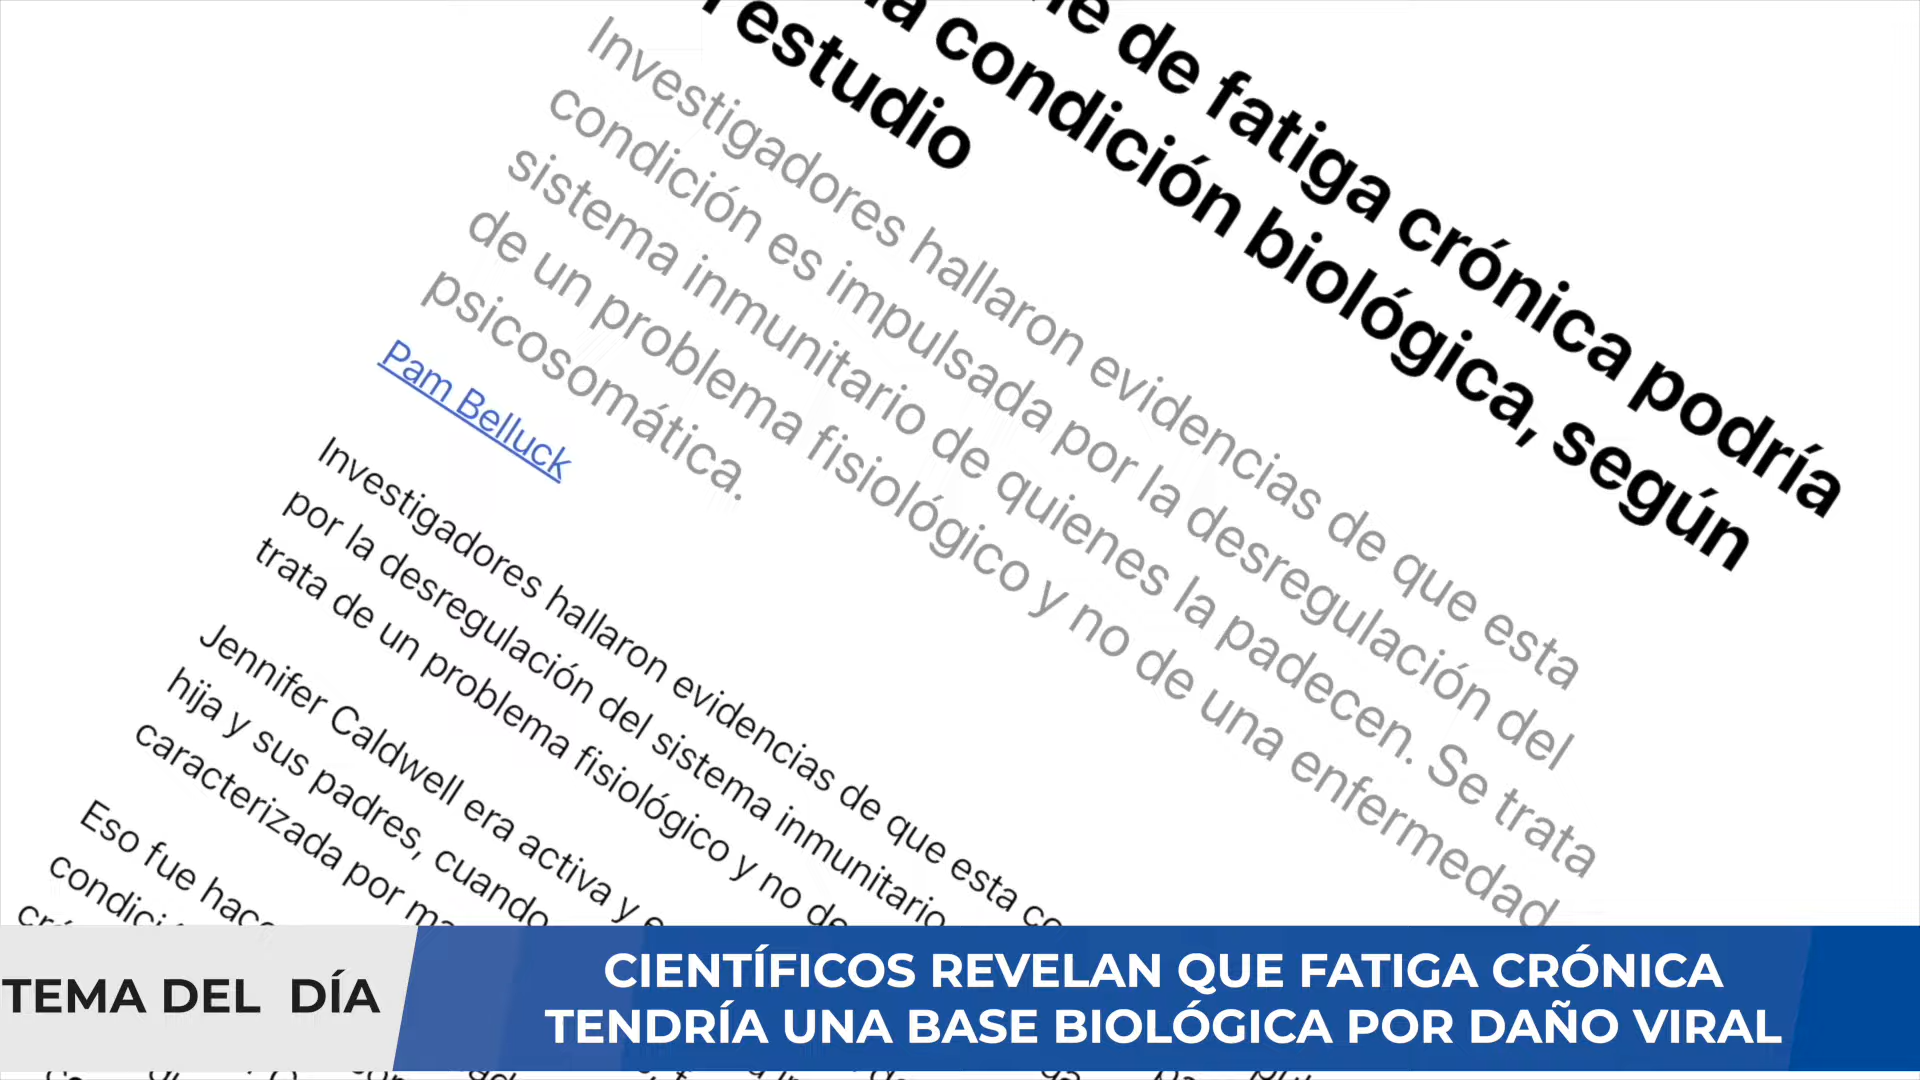 de fatiga crónica podría
condición biológica, según
estudio
Investigadores hallaron evidencias de que esta
condición es impulsada por la desregulación del
sistema inmunitario de quienes la padecen. Se trata
de un problema fisiológico y no de una enfermedad
psicosomática.
Pam Belluck
Investigadores hallaron evidencias de que esta
por la desregulación del sistema inmunitario
trata de un problema fisiológico y no de
Jennifer Caldwell era activa y
hija y sus padres, cuando
caracterizada por
Eso fue
TEMA DEL DÍA
CIENTÍFICOS REVELAN QUE FATIGA CRÓNICA
TENDRÍA UNA BASE BIOLÓGICA POR DAÑO VIRAL